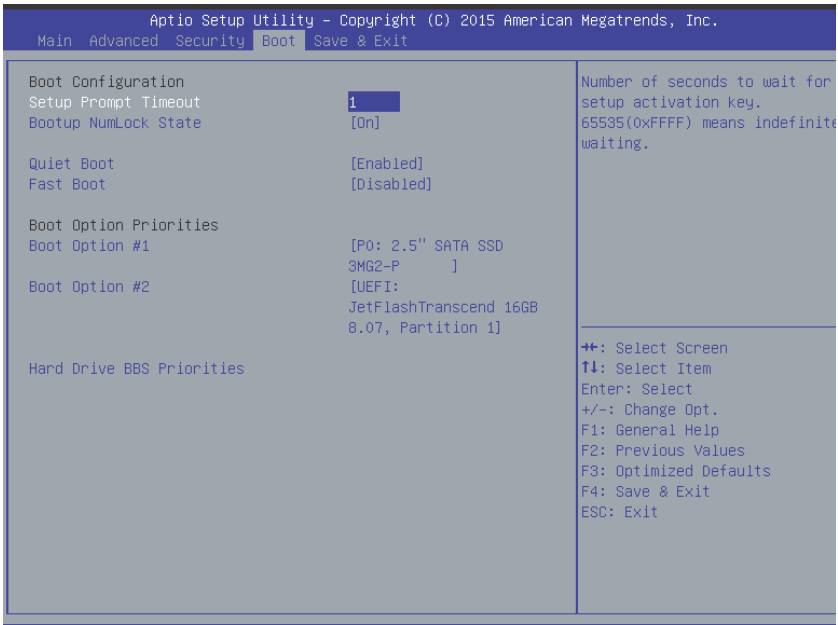 Aptio Setup Utility – Copyright (C) 2015 American Megatrends, Inc.
Main Advanced Security Boot Save & Exit
Boot Configuration
Setup Prompt Timeout 1
Bootup NumLock State [On]
Quiet Boot [Enabled]
Fast Boot [Disabled]
Boot Option Priorities
Boot Option #1 [P0: 2.5" SATA SSD
3MG2-P ]
Boot Option #2 [UEFI:
JetFlashTranscend 16GB
8.07, Partition 1]
Hard Drive BBS Priorities
Number of seconds to wait for
setup activation key.
65535(0xFFFF) means indefinite
waiting.
→←: Select Screen
↑↓: Select Item
Enter: Select
+/-: Change Opt.
F1: General Help
F2: Previous Values
F3: Optimized Defaults
F4: Save & Exit
ESC: Exit